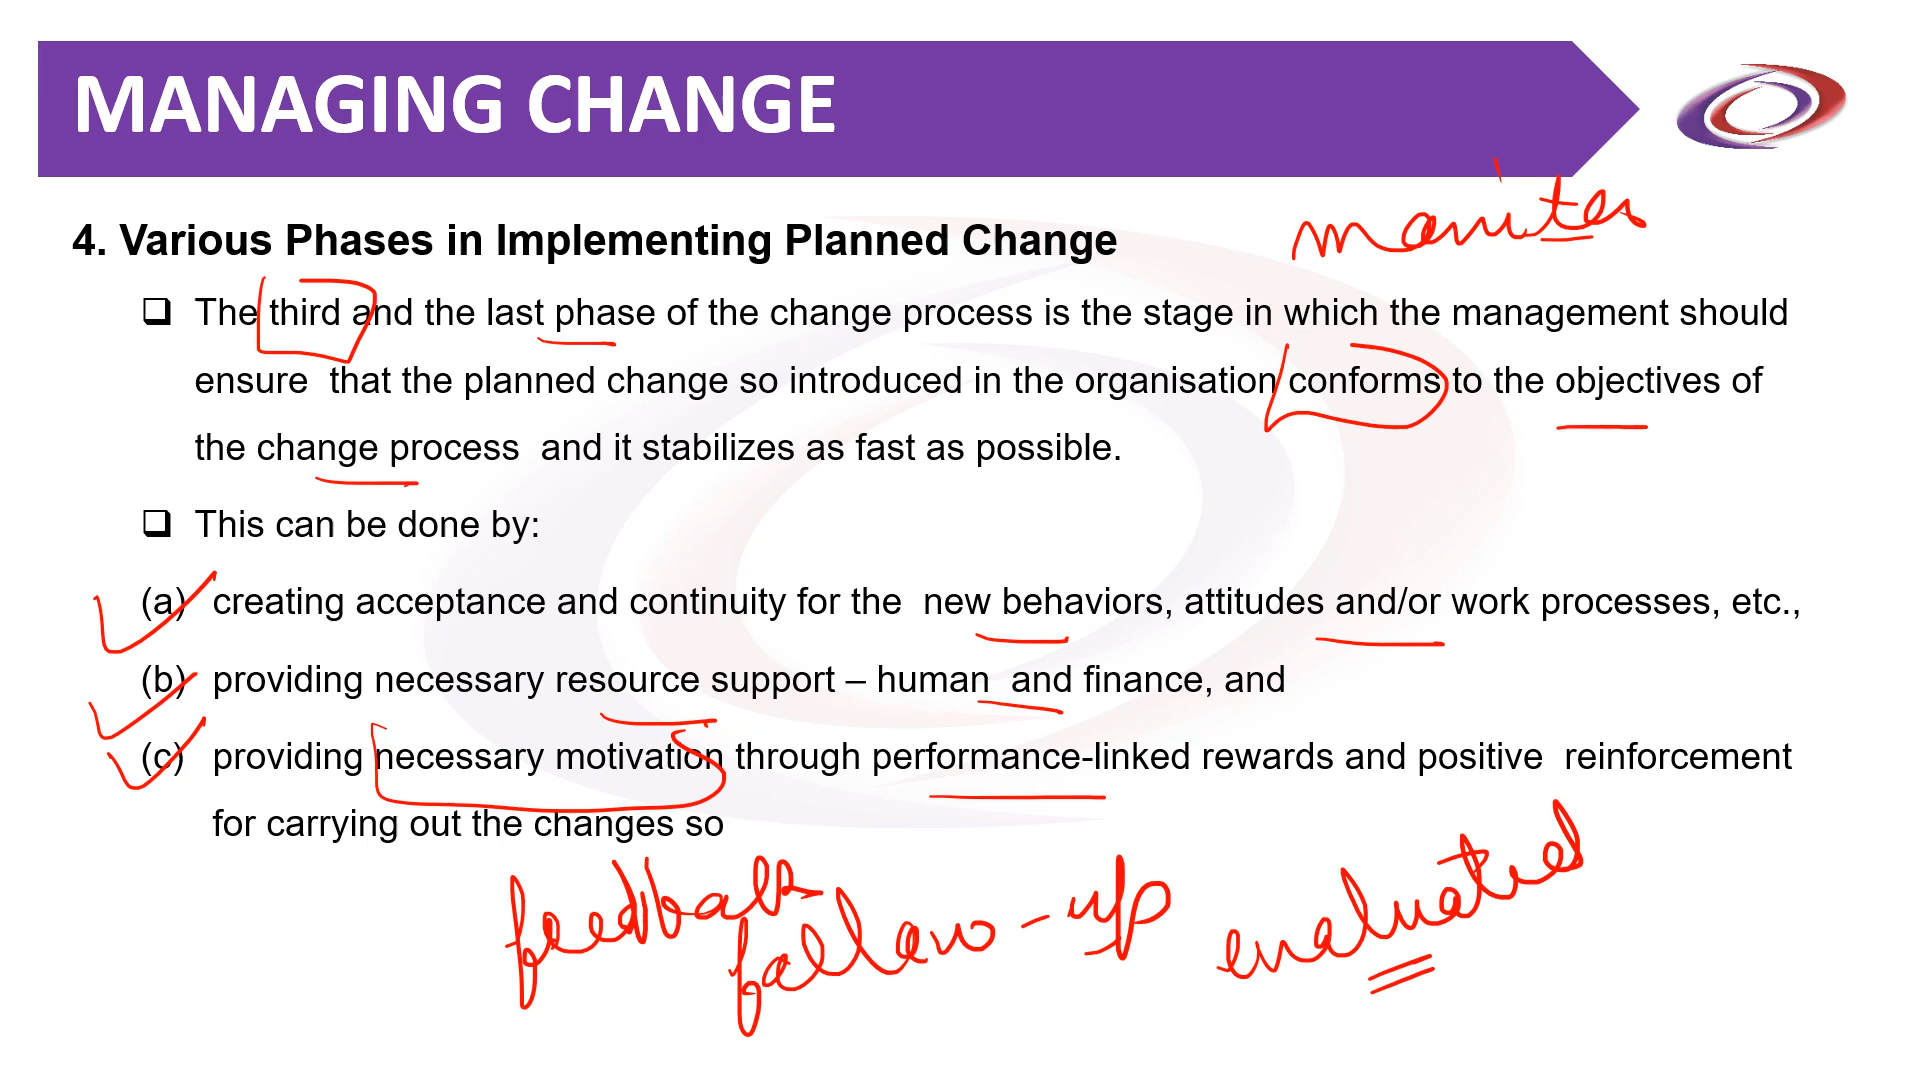 MANAGING CHANGE
moniter
4. Various Phases in Implementing Planned Change
❑ The third and the last phase of the change process is the stage in which the management should
ensure that the planned change so introduced in the organisation conforms to the objectives of
the change process and it stabilizes as fast as possible.
❑ This can be done by:
(a) creating acceptance and continuity for the new behaviors, attitudes and/or work processes, etc.,
(b) providing necessary resource support – human and finance, and
(c) providing necessary motivation through performance-linked rewards and positive reinforcement
for carrying out the changes so
feedback
follow-up
evaluated